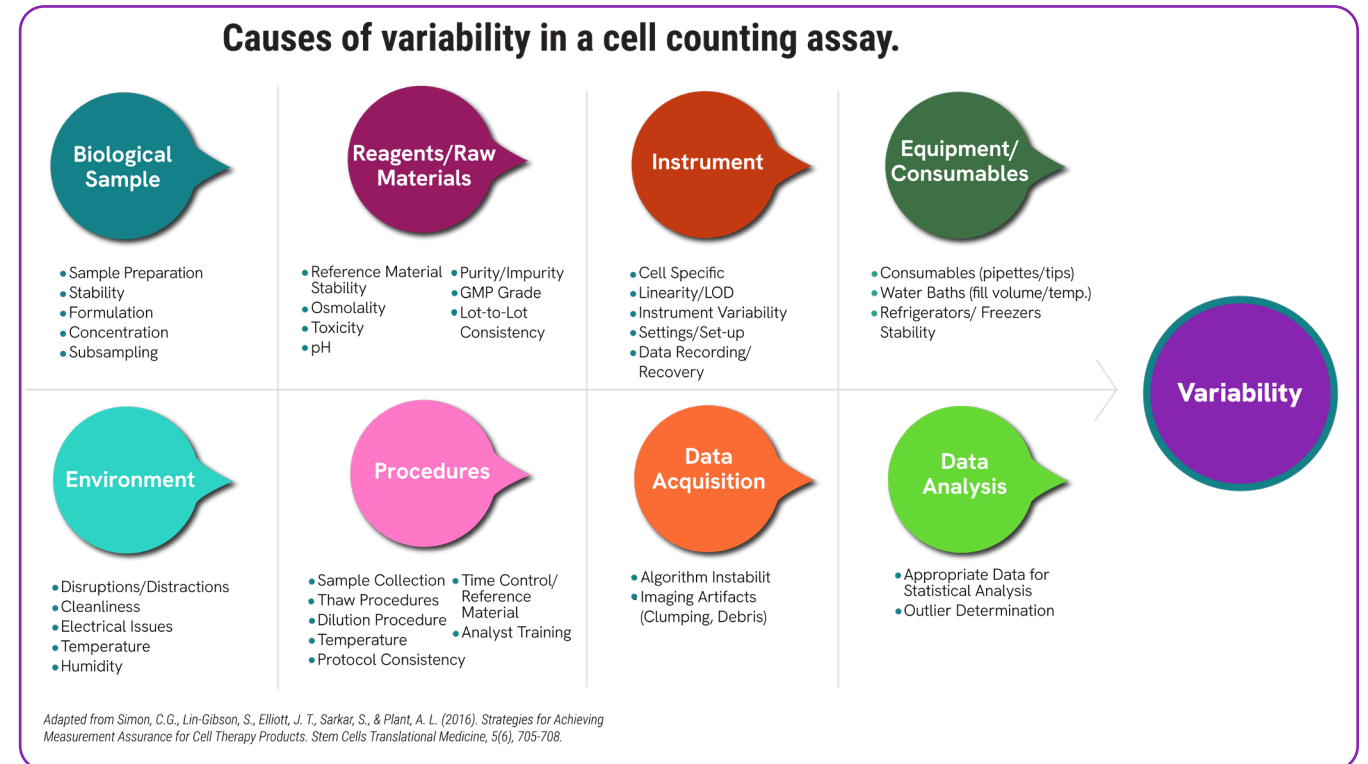 Causes of variability in a cell counting assay.
Biological
Sample
• Sample Preparation
• Stability
• Formulation
• Concentration
• Subsampling
Reagents/Raw
Materials
• Reference Material
Stability
• Osmolality
• Toxicity
• pH
• Purity/Impurity
• GMP Grade
• Lot-to-Lot
Consistency
Instrument
• Cell Specific
• Linearity/LOD
• Instrument Variability
• Settings/Set-up
• Data Recording/
Recovery
Equipment/
Consumables
• Consumables (pipettes/tips)
• Water Baths (fill volume/temp.)
• Refrigerators/ Freezers
Stability
Variability
Environment
• Disruptions/Distractions
• Cleanliness
• Electrical Issues
• Temperature
• Humidity
Procedures
• Sample Collection
• Thaw Procedures
• Dilution Procedure
• Temperature
• Protocol Consistency
• Time Control/
Reference
Material
• Analyst Training
Data
Acquisition
• Algorithm Instabilit
• Imaging Artifacts
(Clumping, Debris)
Data
Analysis
• Appropriate Data for
Statistical Analysis
• Outlier Determination
Adapted from Simon, C.G., Lin-Gibson, S., Elliott, J. T., Sarkar, S., & Plant, A. L. (2016). Strategies for Achieving
Measurement Assurance for Cell Therapy Products. Stem Cells Translational Medicine, 5(6), 705-708.